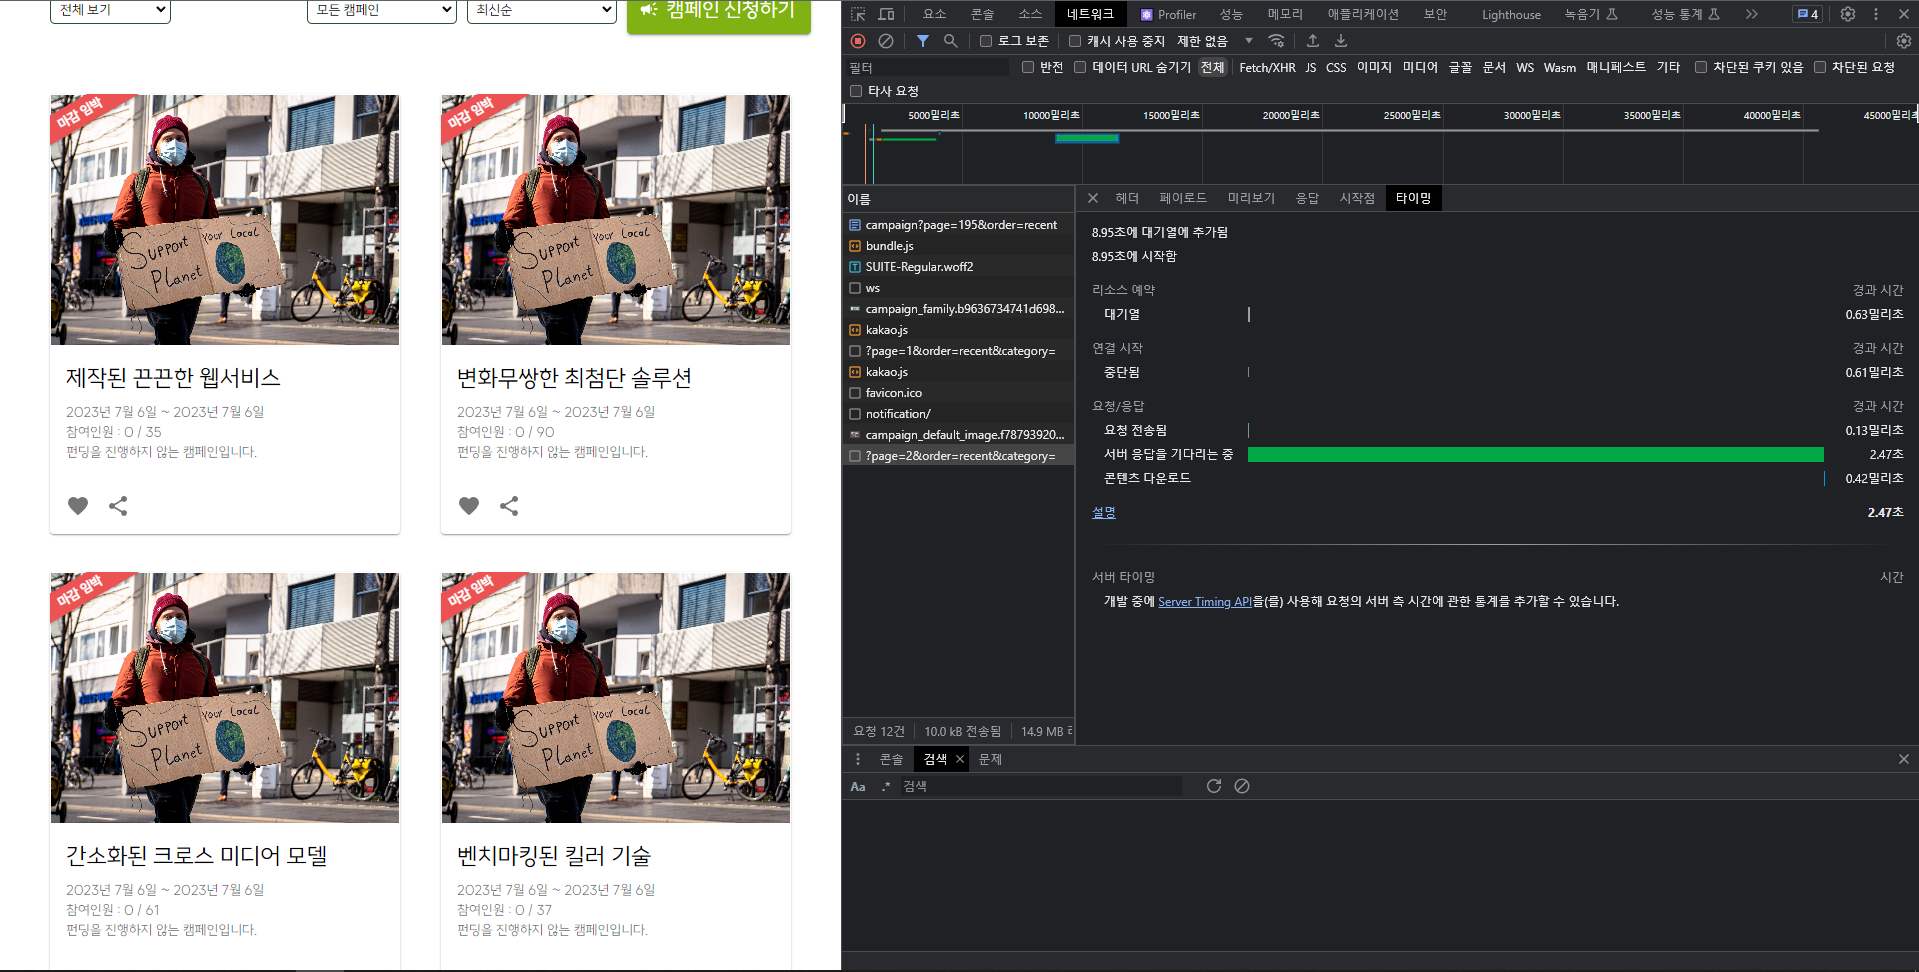 전체 보기
모든 캠페인
최신순
캠페인 신청하기
마감 임박
SUPPORT YOUR LOCAL PLANET
제작된 끈끈한 웹서비스
2023년 7월 6일 ~ 2023년 7월 6일
참여인원 : 0 / 35
펀딩을 진행하지 않는 캠페인입니다.
마감 임박
SUPPORT YOUR LOCAL PLANET
변화무쌍한 최첨단 솔루션
2023년 7월 6일 ~ 2023년 7월 6일
참여인원 : 0 / 90
펀딩을 진행하지 않는 캠페인입니다.
마감 임박
SUPPORT YOUR LOCAL PLANET
간소화된 크로스 미디어 모델
2023년 7월 6일 ~ 2023년 7월 6일
참여인원 : 0 / 61
펀딩을 진행하지 않는 캠페인입니다.
마감 임박
SUPPORT YOUR LOCAL PLANET
벤치마킹된 킬러 기술
2023년 7월 6일 ~ 2023년 7월 6일
참여인원 : 0 / 37
펀딩을 진행하지 않는 캠페인입니다.
요소 콘솔 소스 네트워크 Profiler 성능 메모리 애플리케이션 보안 Lighthouse 녹음기 성능 통계 4
로그 보존 캐시 사용 중지 제한 없음
필터 반전 데이터 URL 숨기기 전체 Fetch/XHR JS CSS 이미지 미디어 글꼴 문서 WS Wasm 매니페스트 기타 차단된 쿠키 있음 차단된 요청
타사 요청
5000밀리초 10000밀리초 15000밀리초 20000밀리초 25000밀리초 30000밀리초 35000밀리초 40000밀리초 45000밀리초
이름
campaign?page=195&order=recent
bundle.js
SUITE-Regular.woff2
ws
campaign_family.b9636734741d698...
kakao.js
?page=1&order=recent&category=
kakao.js
favicon.ico
notification/
campaign_default_image.f78793920...
?page=2&order=recent&category=
요청 12건 10.0 kB 전송됨 14.9 MB
헤더 페이로드 미리보기 응답 시작점 타이밍
8.95초에 대기열에 추가됨
8.95초에 시작함
리소스 예약 경과 시간
대기열 0.63밀리초
연결 시작 경과 시간
중단됨 0.61밀리초
요청/응답 경과 시간
요청 전송됨 0.13밀리초
서버 응답을 기다리는 중 2.47초
콘텐츠 다운로드 0.42밀리초
설명 2.47초
서버 타이밍 시간
개발 중에 Server Timing API을(를) 사용해 요청의 서버 측 시간에 관한 통계를 추가할 수 있습니다.
콘솔 검색 문제
Aa .* 검색